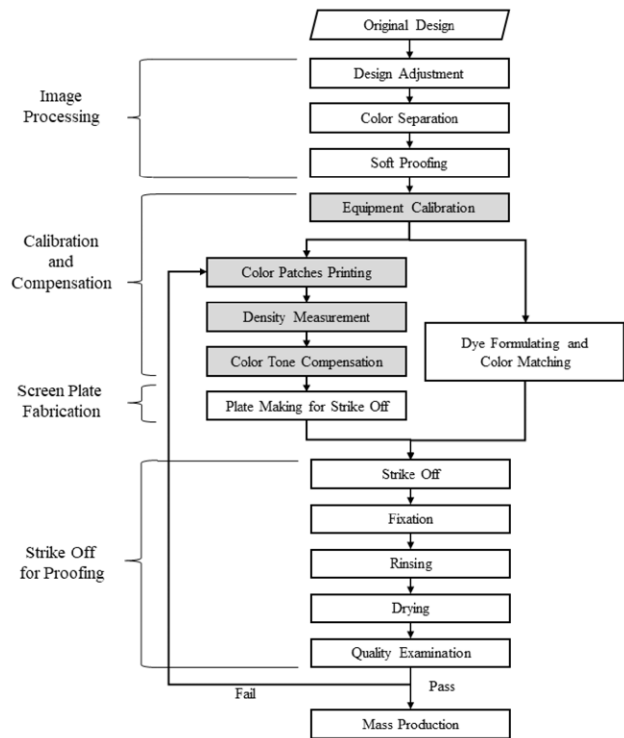 Original Design
Design Adjustment
Image
Processing
Color Separation
Soft Proofing
Equipment Calibration
Calibration
and
Compensation
Color Patches Printing
Density Measurement
Dye Formulating and
Color Matching
Color Tone Compensation
Screen Plate
Fabrication
Plate Making for Strike Off
Strike Off
Fixation
Strike Off
for Proofing
Rinsing
Drying
Quality Examination
Fail
Pass
Mass Production